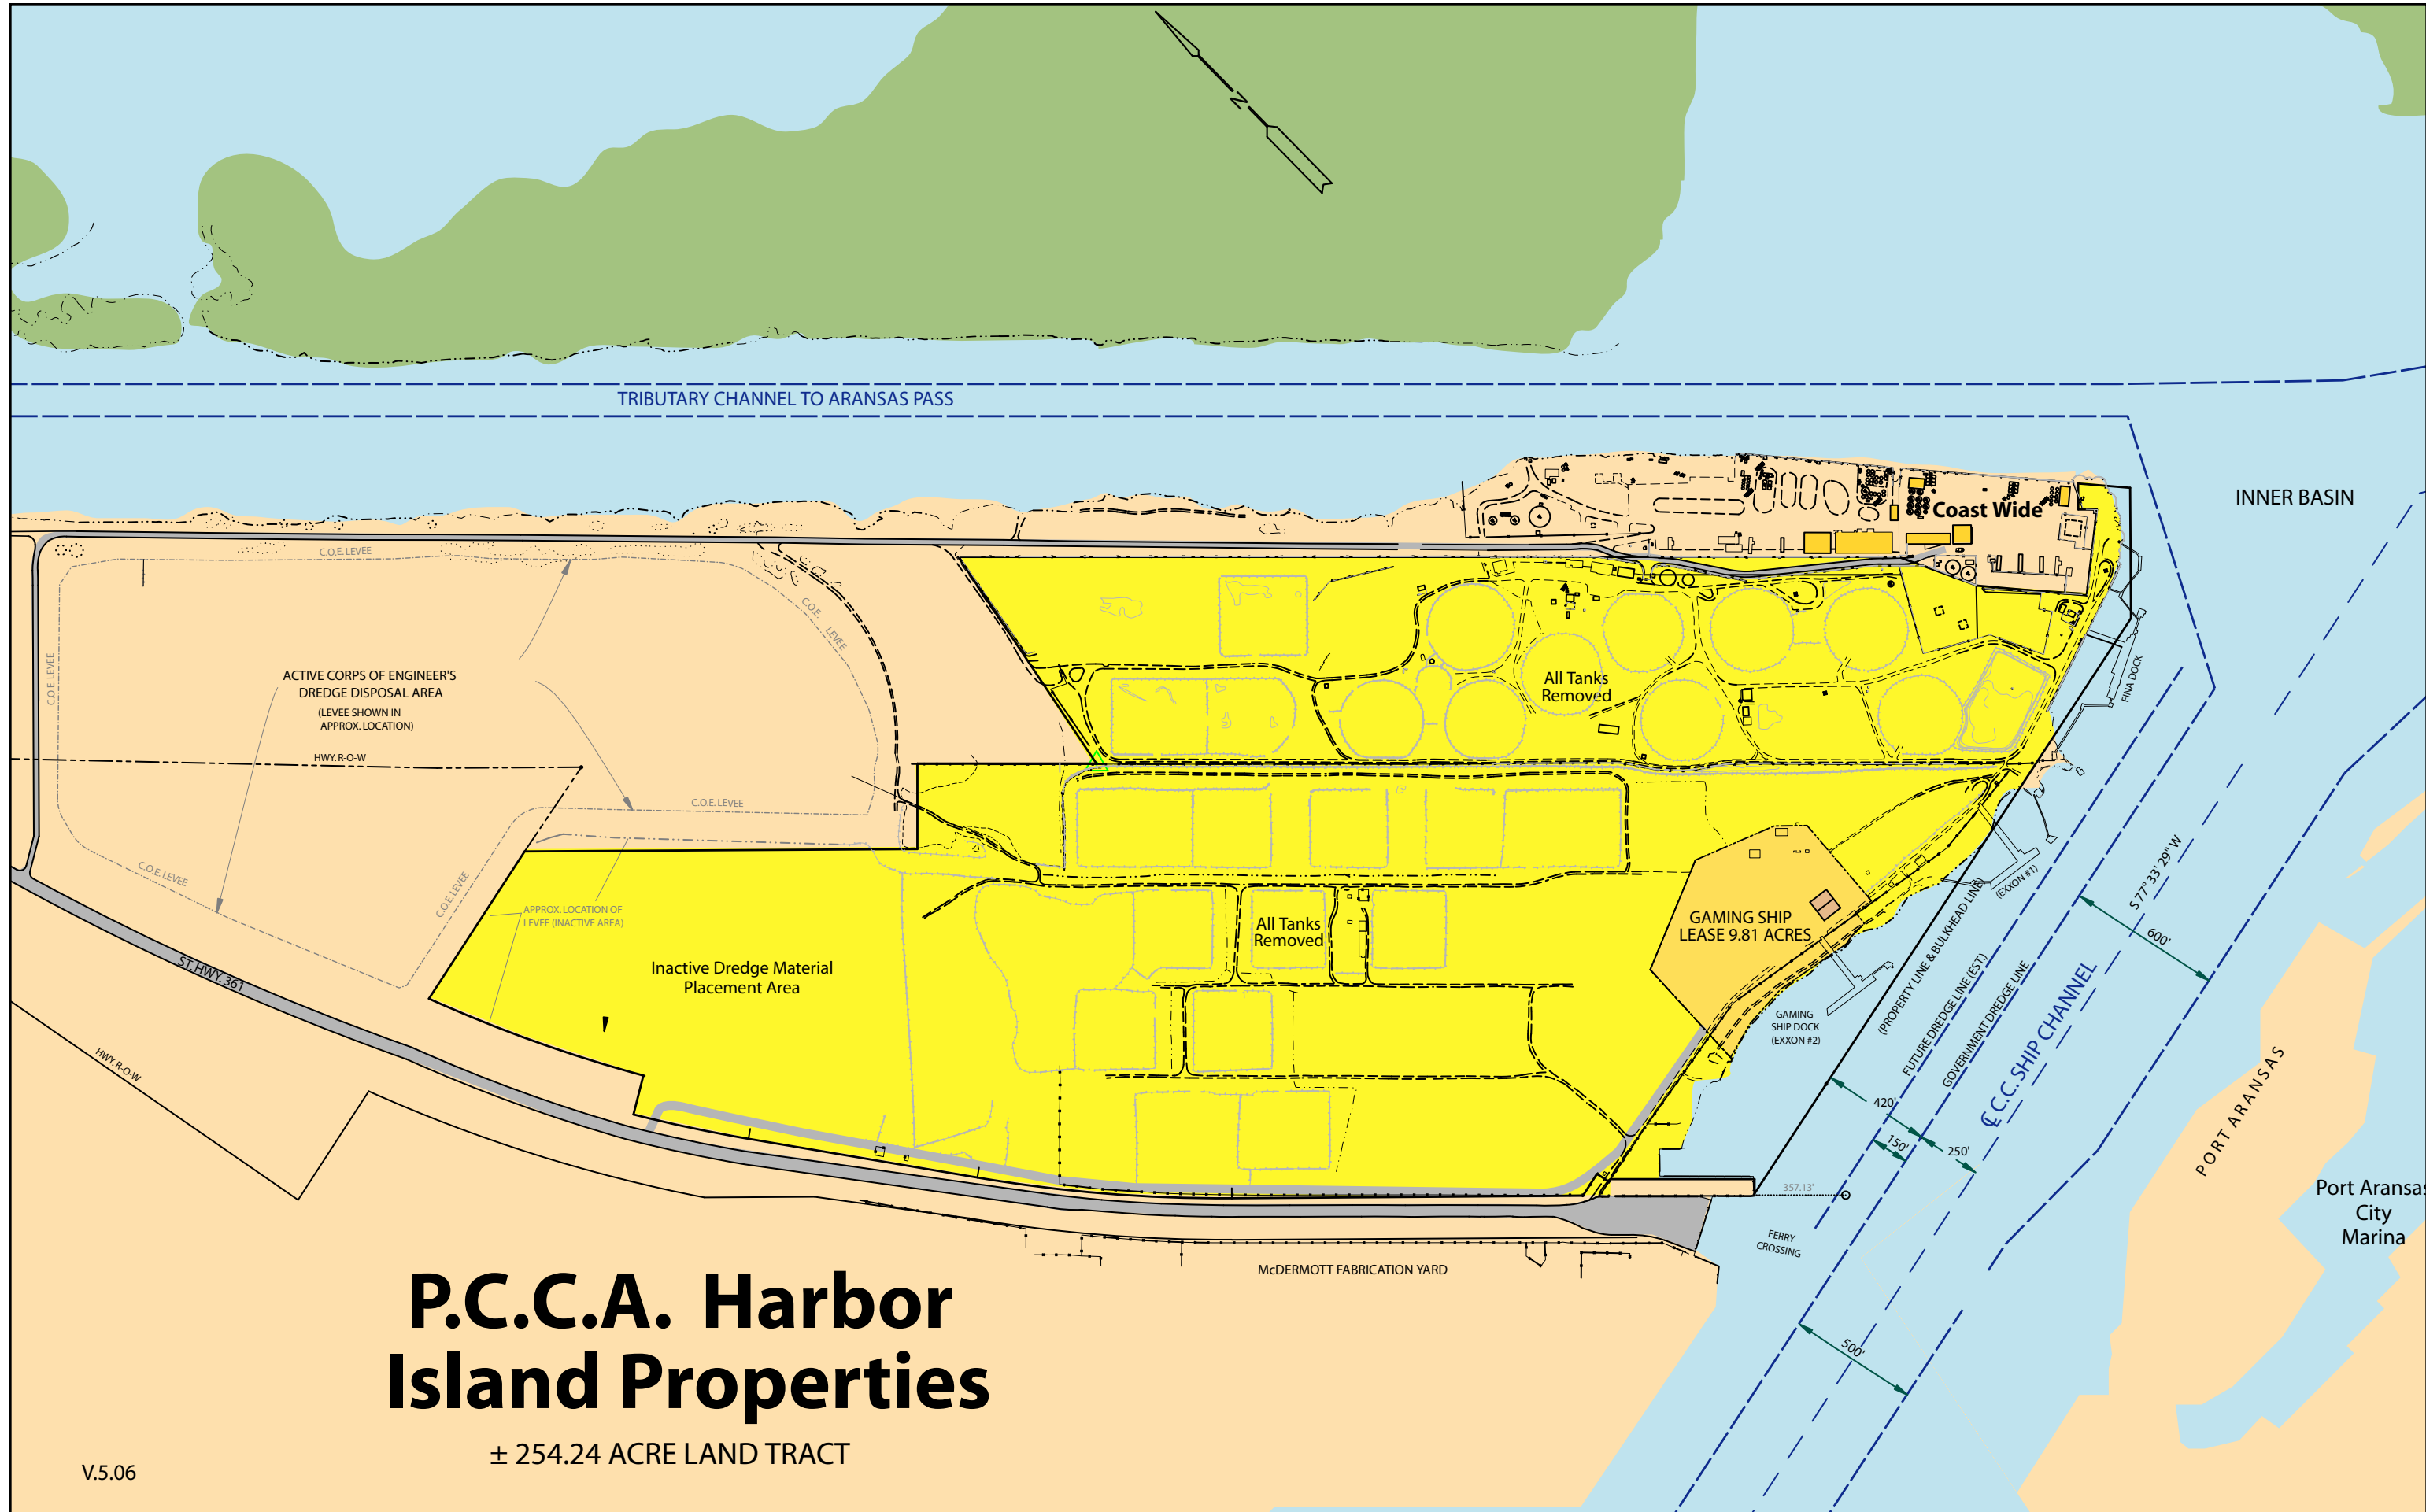 N
TRIBUTARY CHANNEL TO ARANSAS PASS
INNER BASIN
Coast Wide
C.O.E. LEVEE
C.O.E. LEVEE
C.O.E. LEVEE
ACTIVE CORPS OF ENGINEER'S
DREDGE DISPOSAL AREA
(LEVEE SHOWN IN
APPROX. LOCATION)
HWY. R-O-W
C.O.E. LEVEE
C.O.E. LEVEE
C.O.E. LEVEE
APPROX. LOCATION OF
LEVEE (INACTIVE AREA)
All Tanks
Removed
FINA DOCK
All Tanks
Removed
GAMING SHIP
LEASE 9.81 ACRES
(EXXON #1)
S 77° 33' 29" W
600'
Inactive Dredge Material
Placement Area
ST. HWY. 361
HWY. R-O-W
GAMING
SHIP DOCK
(EXXON #2)
(PROPERTY LINE & BULKHEAD LINE)
FUTURE DREDGE LINE (EST.)
GOVERNMENT DREDGE LINE
℄ C.C. SHIP CHANNEL
420'
150'
250'
357.13'
PORT ARANSAS
Port Aransas
City
Marina
FERRY
CROSSING
McDERMOTT FABRICATION YARD
500'
P.C.C.A. Harbor
Island Properties
± 254.24 ACRE LAND TRACT
V.5.06